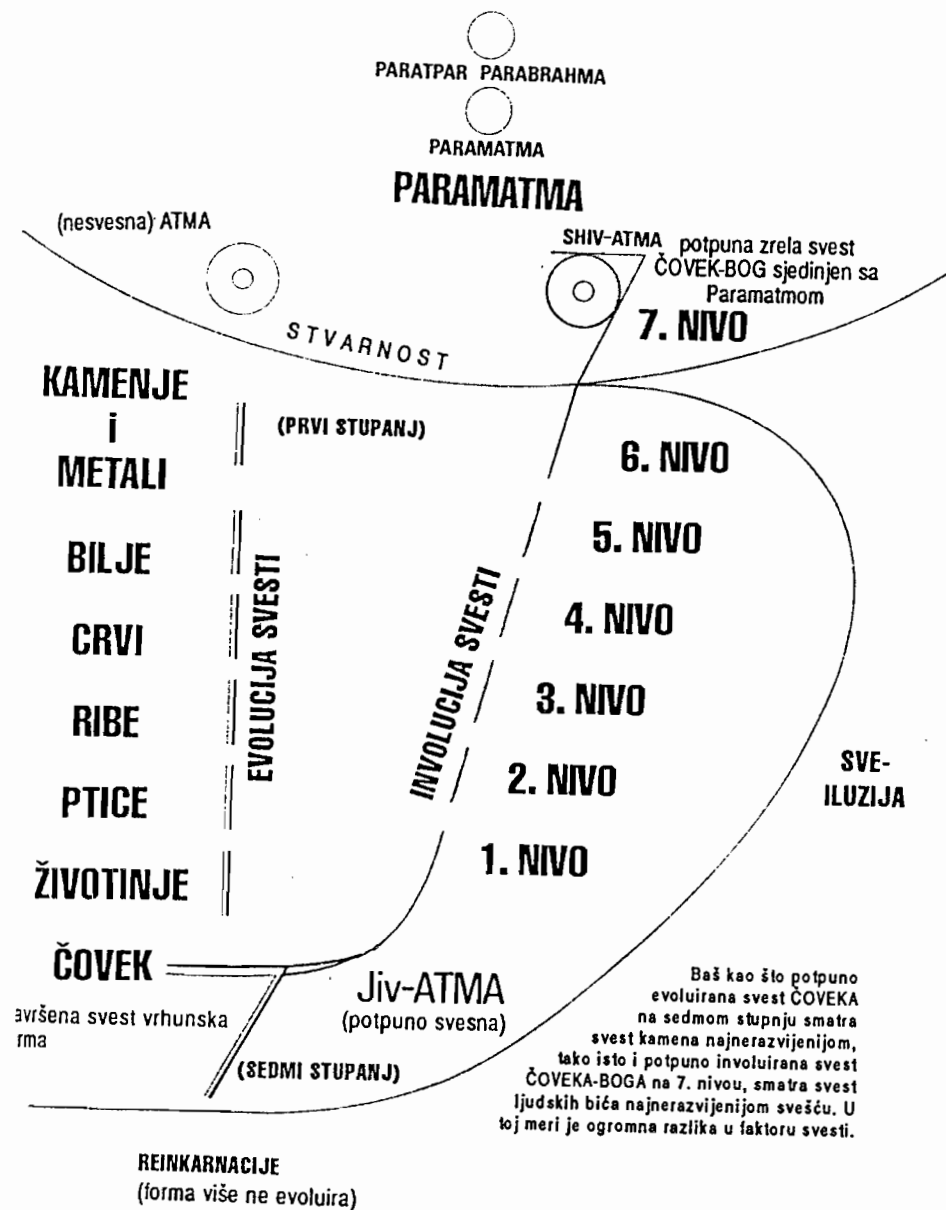 PARATPAR PARABRAHMA
PARAMATMA
PARAMATMA
(nesvesna) ATMA
SHIV-ATMA potpuna zrela svest
ČOVEK-BOG sjedinjen sa
Paramatmom
7. NIVO
STVARNOST
KAMENJE
i
METALI
(PRVI STUPANJ)
BILJE
CRVI
RIBE
PTICE
ŽIVOTINJE
ČOVEK
EVOLUCIJA SVESTI
INVOLUCIJA SVESTI
6. NIVO
5. NIVO
4. NIVO
3. NIVO
2. NIVO
1. NIVO
SVE-
ILUZIJA
Jiv-ATMA
(potpuno svesna)
avršena svest vrhunska
rma
(SEDMI STUPANJ)
Baš kao što potpuno
evoluirana svest ČOVEKA
na sedmom stupnju smatra
svest kamena najnerazvijenijom,
tako isto i potpuno involuirana svest
ČOVEKA-BOGA na 7. nivou, smatra svest
ljudskih bića najnerazvijenijom svešću. U
toj meri je ogromna razlika u faktoru svesti.
REINKARNACIJE
(forma više ne evoluira)